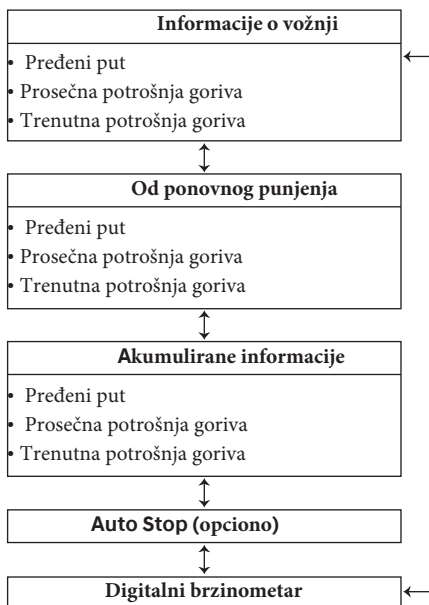 Informacije o vožnji
• Pređeni put
• Prosečna potrošnja goriva
• Trenutna potrošnja goriva
Od ponovnog punjenja
• Pređeni put
• Prosečna potrošnja goriva
• Trenutna potrošnja goriva
Akumulirane informacije
• Pređeni put
• Prosečna potrošnja goriva
• Trenutna potrošnja goriva
Auto Stop (opciono)
Digitalni brzinometar